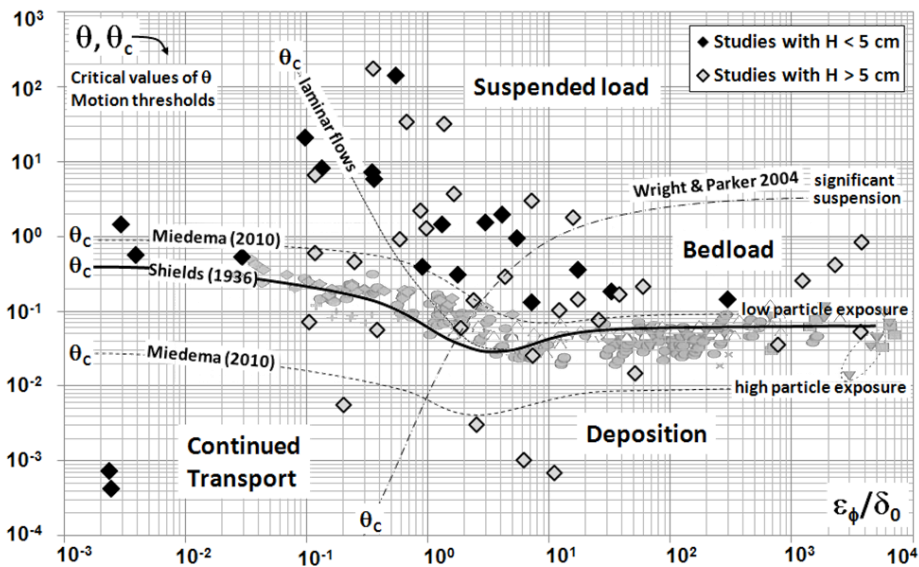 10³
θ, θc
Critical values of θ
Motion thresholds
θc laminar flows
Suspended load
Studies with H < 5 cm
Studies with H > 5 cm
10²
10¹
Wright & Parker 2004
significant
suspension
θc
Miedema (2010)
10⁰
Bedload
θc
Shields (1936)
10⁻¹
low particle exposure
θc
Miedema (2010)
10⁻²
high particle exposure
Continued
Transport
Deposition
10⁻³
θc
εϕ/δ0
10⁻⁴
10⁻³
10⁻²
10⁻¹
10⁰
10¹
10²
10³
10⁴